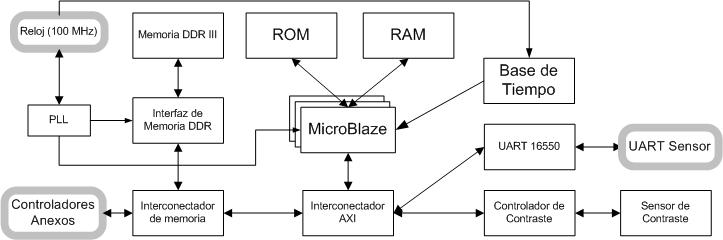 Reloj (100 MHz)
Memoria DDR III
ROM
RAM
Base de
Tiempo
PLL
Interfaz de
Memoria DDR
MicroBlaze
UART 16550
UART Sensor
Controladores
Anexos
Interconectador
de memoria
Interconectador
AXI
Controlador de
Contraste
Sensor de
Contraste